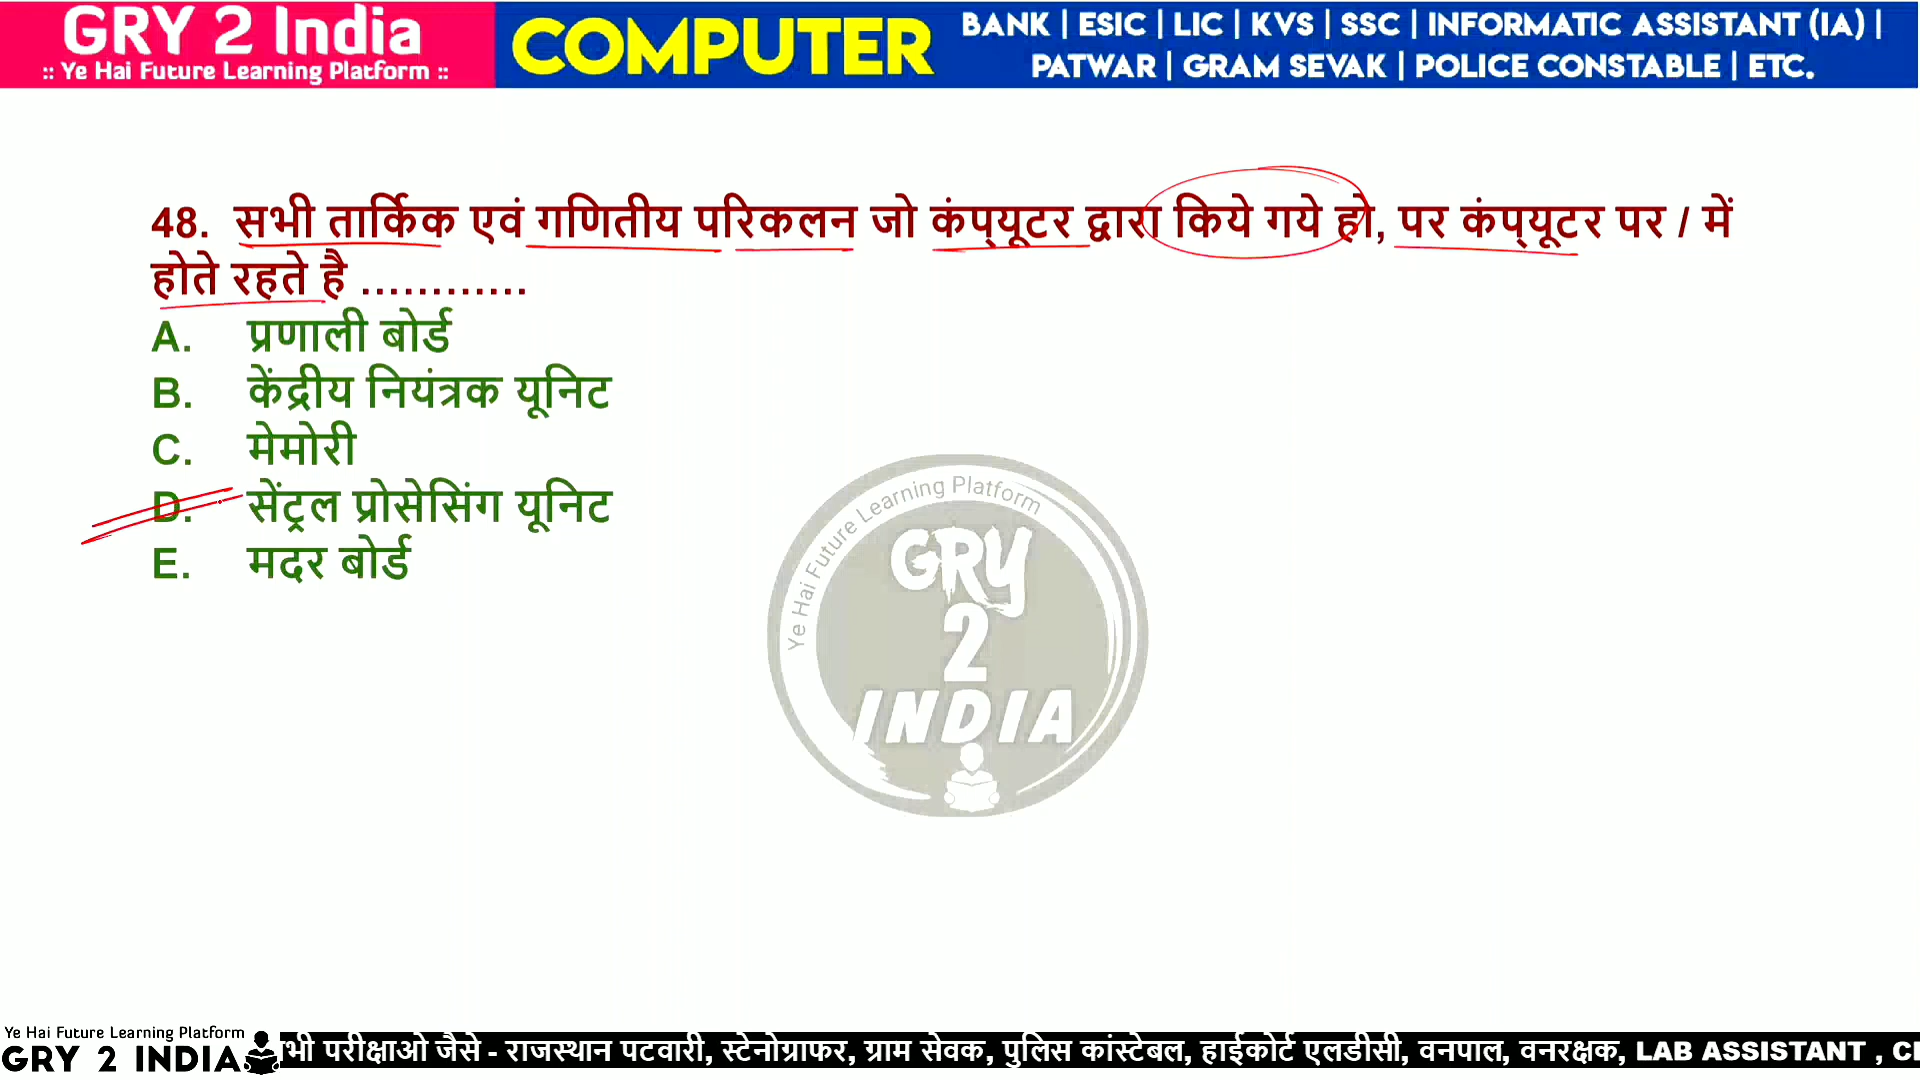 GRY 2 India
:: Ye Hai Future Learning Platform ::
COMPUTER
BANK | ESIC | LIC | KVS | SSC | INFORMATIC ASSISTANT (IA) |
PATWAR | GRAM SEVAK | POLICE CONSTABLE | ETC.
48. सभी तार्किक एवं गणितीय परिकलन जो कंप्यूटर द्वारा किये गये हो, पर कंप्यूटर पर / में
होते रहते है ............
A. प्रणाली बोर्ड
B. केंद्रीय नियंत्रक यूनिट
C. मेमोरी
D. सेंट्रल प्रोसेसिंग यूनिट
E. मदर बोर्ड
Ye Hai Future Learning Platform
GRY
2
INDIA
Ye Hai Future Learning Platform
GRY 2 INDIA
भी परीक्षाओ जैसे - राजस्थान पटवारी, स्टेनोग्राफर, ग्राम सेवक, पुलिस कांस्टेबल, हाईकोर्ट एलडीसी, वनपाल, वनरक्षक, LAB ASSISTANT ,